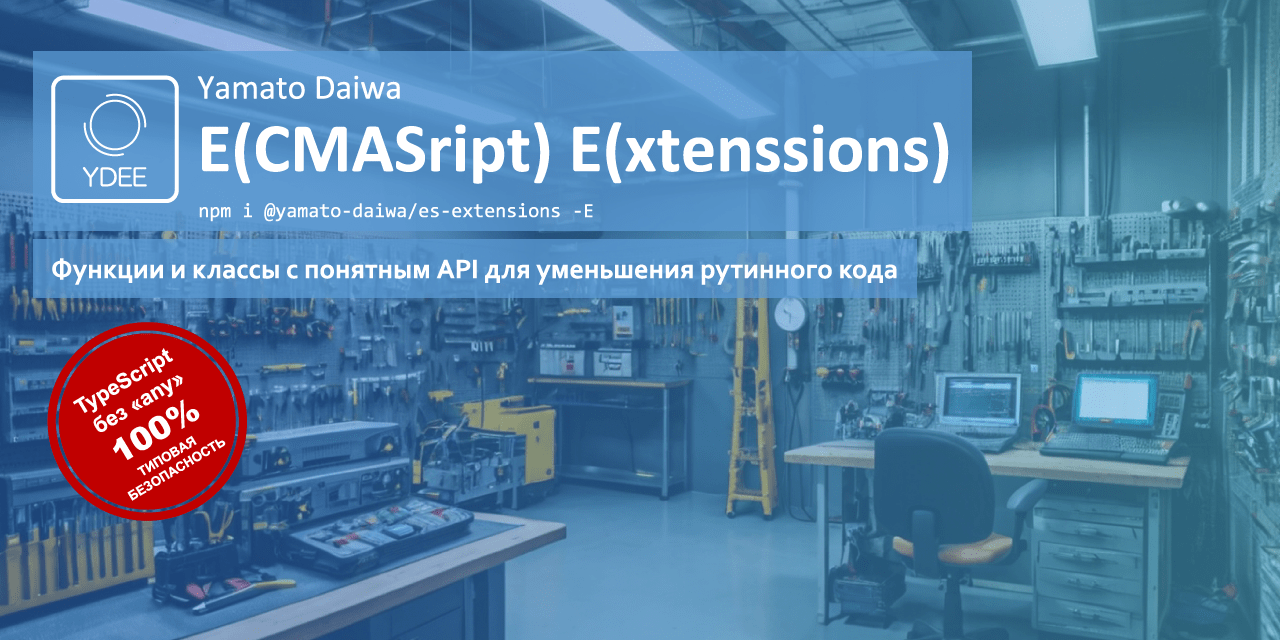 Yamato Daiwa
E(CMASript) E(xtenssions)
YDEE
npm i @yamato-daiwa/es-extensions -E
Функции и классы с понятным API для уменьшения рутинного кода
TypeScript
без «any»
100%
ТИПОВАЯ
БЕЗОПАСНОСТЬ